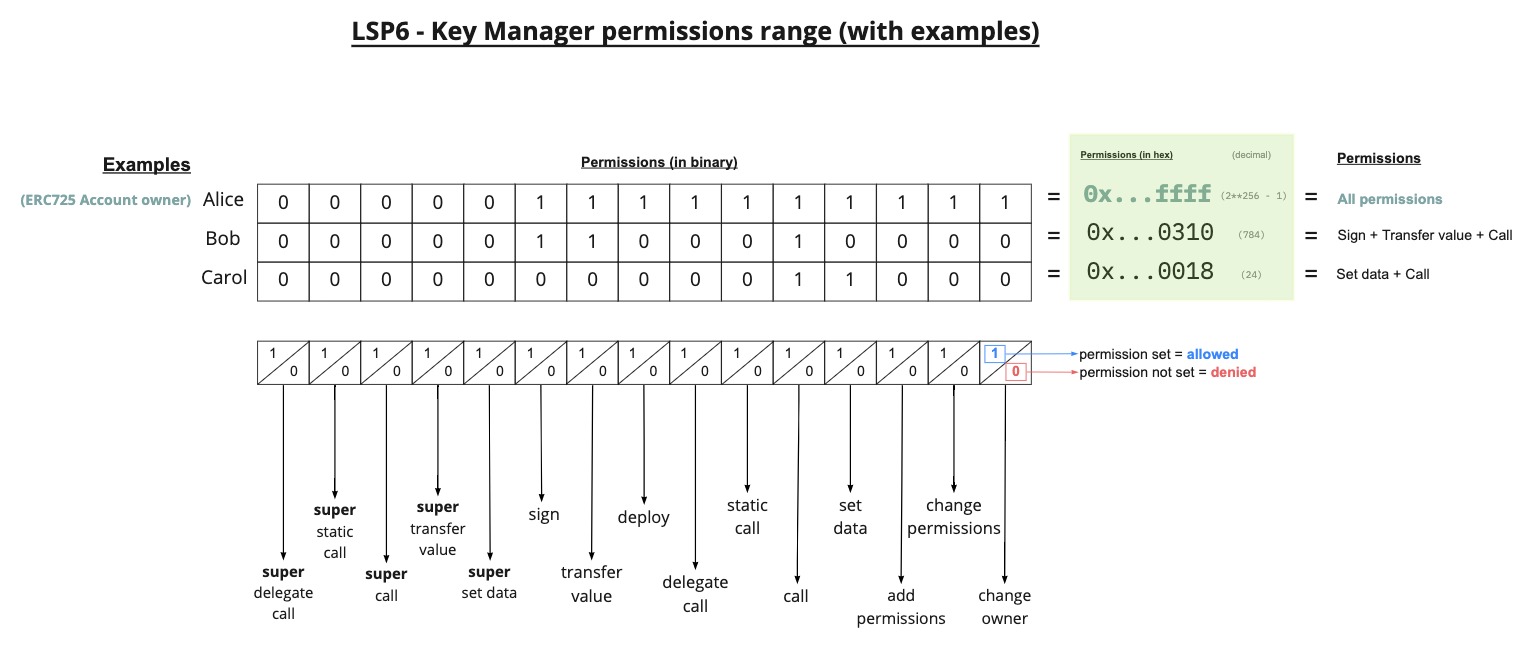 LSP6 - Key Manager permissions range (with examples)
Examples
Permissions (in binary)
Permissions (in hex)
(decimal)
Permissions
(ERC725 Account owner) Alice 0 0 0 0 0 1 1 1 1 1 1 1 1 1 1 = 0x...ffff (2**256 - 1) = All permissions
Bob 0 0 0 0 0 1 1 0 0 0 1 0 0 0 0 = 0x...0310 (784) = Sign + Transfer value + Call
Carol 0 0 0 0 0 0 0 0 0 0 1 1 0 0 0 = 0x...0018 (24) = Set data + Call
1 1 1 1 1 1 1 1 1 1 1 1 1 1 1 permission set = allowed
0 0 0 0 0 0 0 0 0 0 0 0 0 0 0 permission not set = denied
super
delegate
call
super
static
call
super
call
super
transfer
value
super
set data
sign
transfer
value
deploy
delegate
call
static
call
call
set
data
add
permissions
change
permissions
change
owner